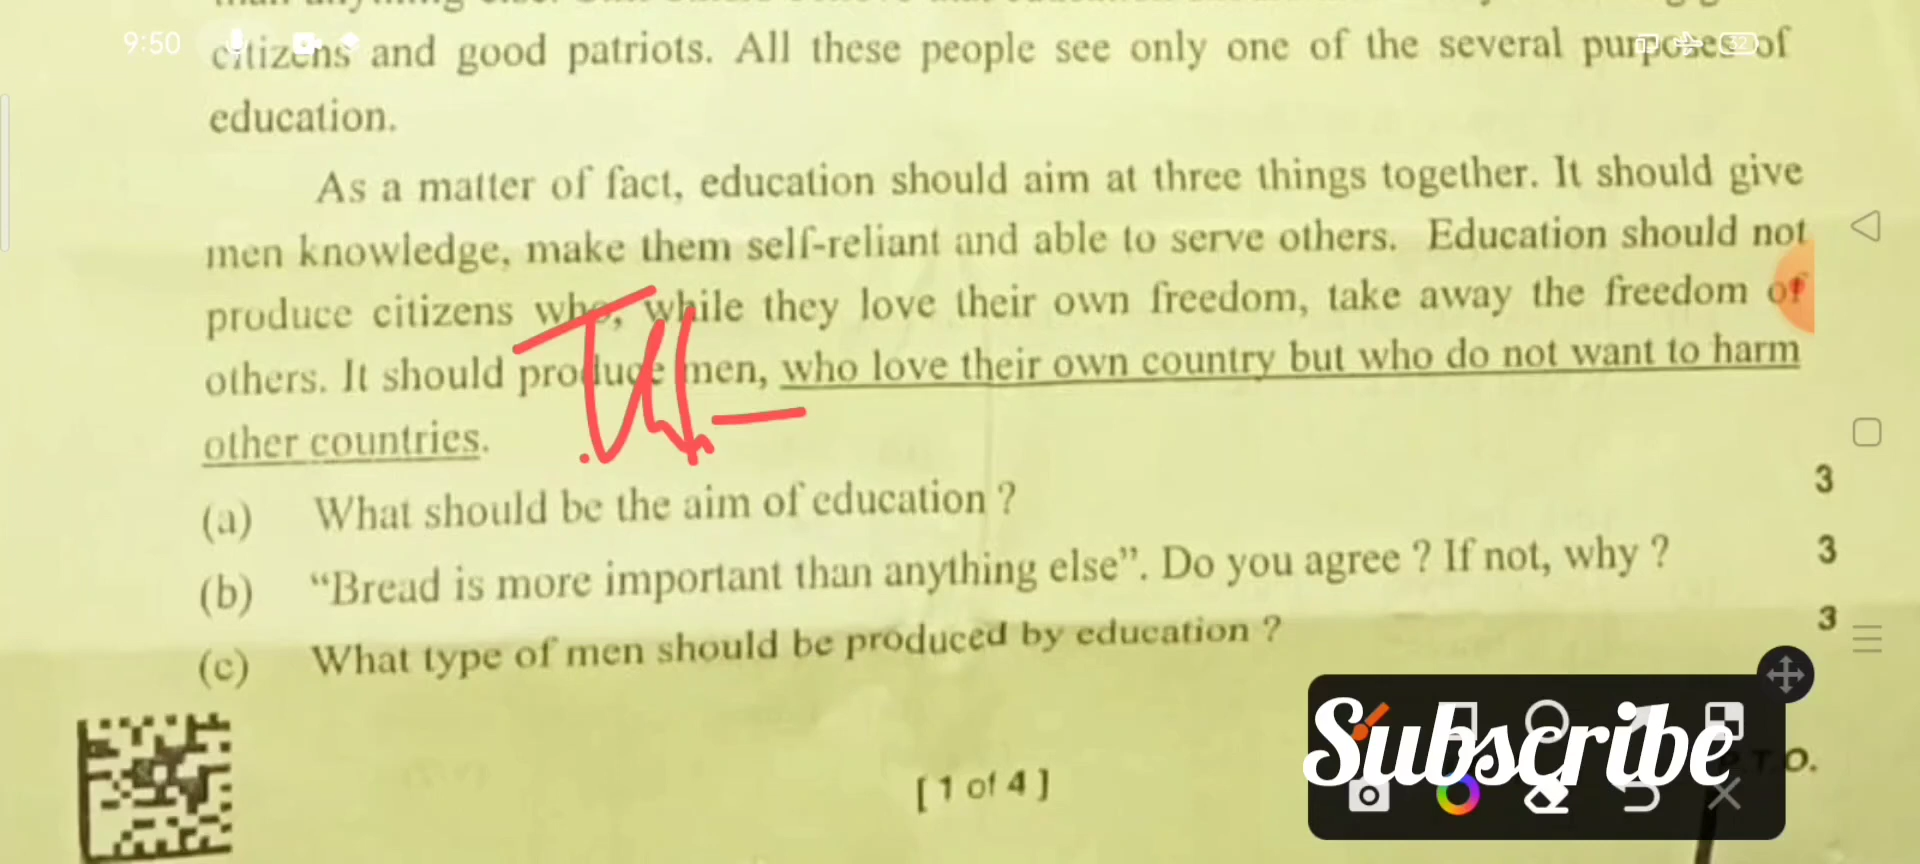 9:50
32
citizens and good patriots. All these people see only one of the several purposes of
education.
As a matter of fact, education should aim at three things together. It should give
men knowledge, make them self-reliant and able to serve others. Education should not
produce citizens who, while they love their own freedom, take away the freedom of
others. It should produce men, who love their own country but who do not want to harm
other countries.
(a) What should be the aim of education ? 3
(b) “Bread is more important than anything else”. Do you agree ? If not, why ? 3
(c) What type of men should be produced by education ? 3
Subscribe
T.O.
[ 1 of 4 ]